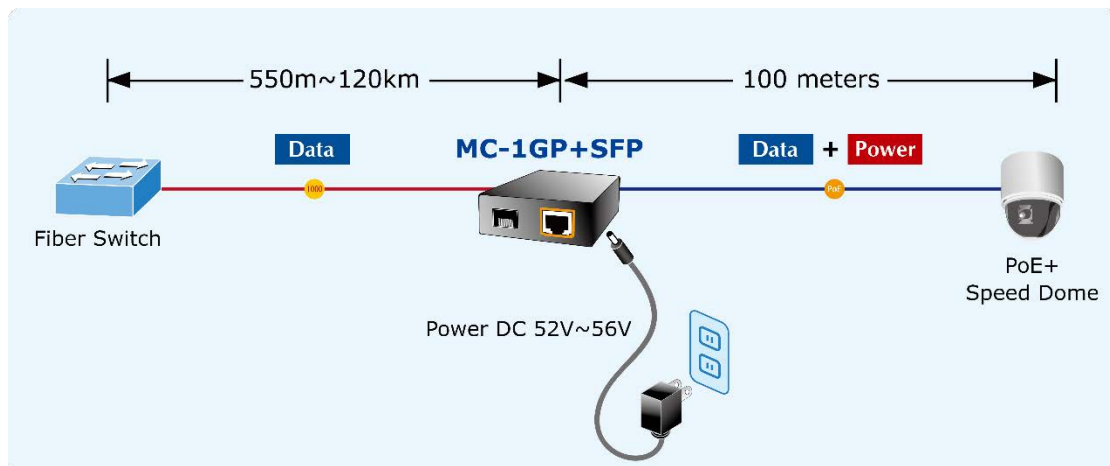 550m~120km
100 meters
Data
MC-1GP+SFP
Data + Power
1000
PoE
Fiber Switch
PoE+
Speed Dome
Power DC 52V~56V